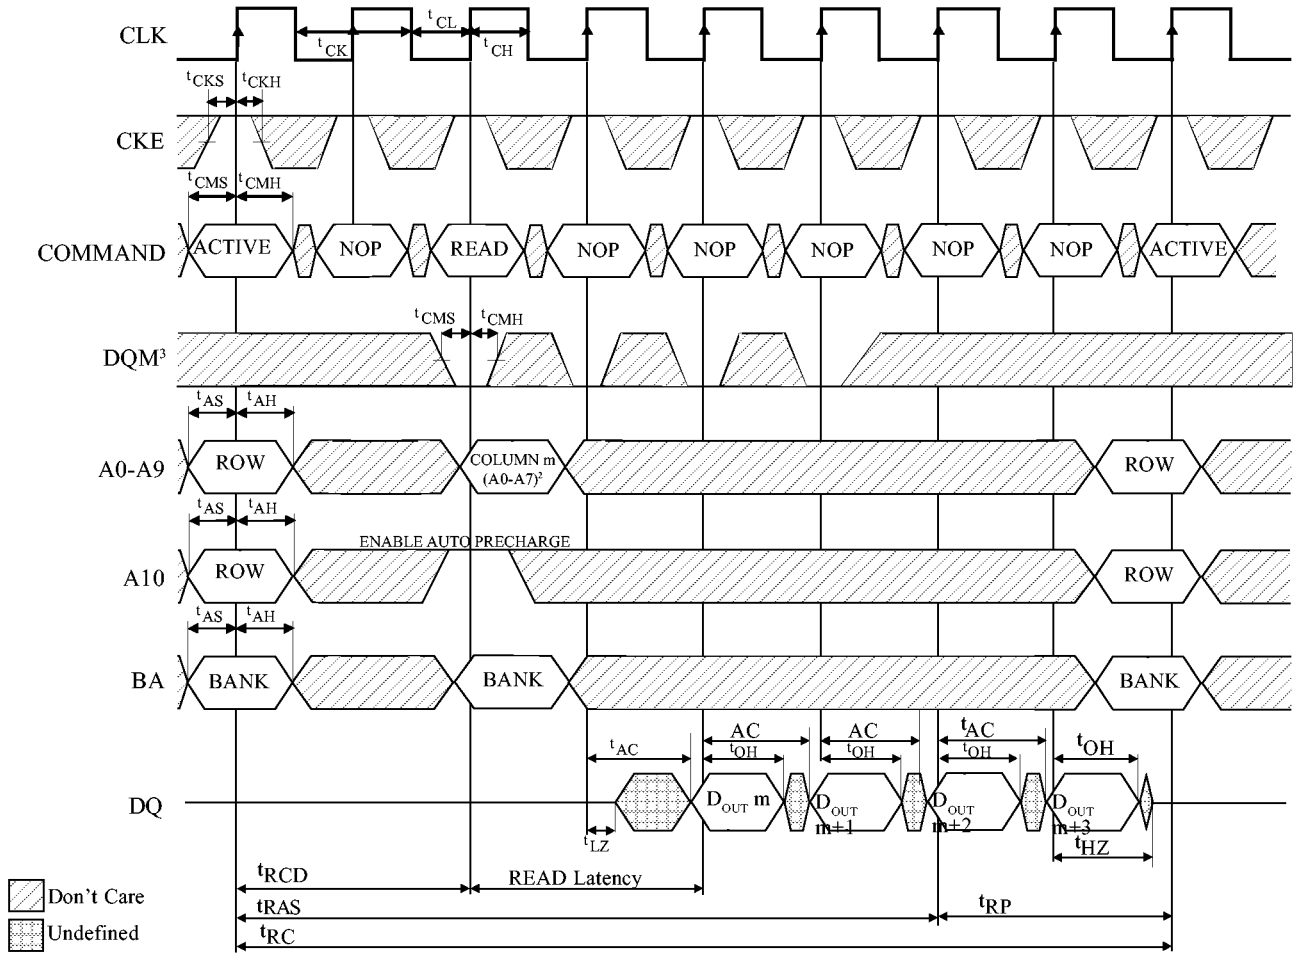 CLK
tCK
tCL
tCH
tCKS
tCKH
CKE
tCMS
tCMH
COMMAND
ACTIVE
NOP
READ
NOP
NOP
NOP
NOP
NOP
ACTIVE
tCMS
tCMH
DQM³
tAS
tAH
A0-A9
ROW
COLUMN m
(A0-A7)²
ROW
tAS
tAH
ENABLE AUTO PRECHARGE
A10
ROW
ROW
tAS
tAH
BA
BANK
BANK
BANK
tAC
AC
AC
tAC
tOH
tOH
tOH
tOH
DQ
DOUT m
DOUT m+1
DOUT m+2
DOUT m+3
tLZ
tHZ
tRCD
READ Latency
Don't Care
tRAS
tRP
Undefined
tRC